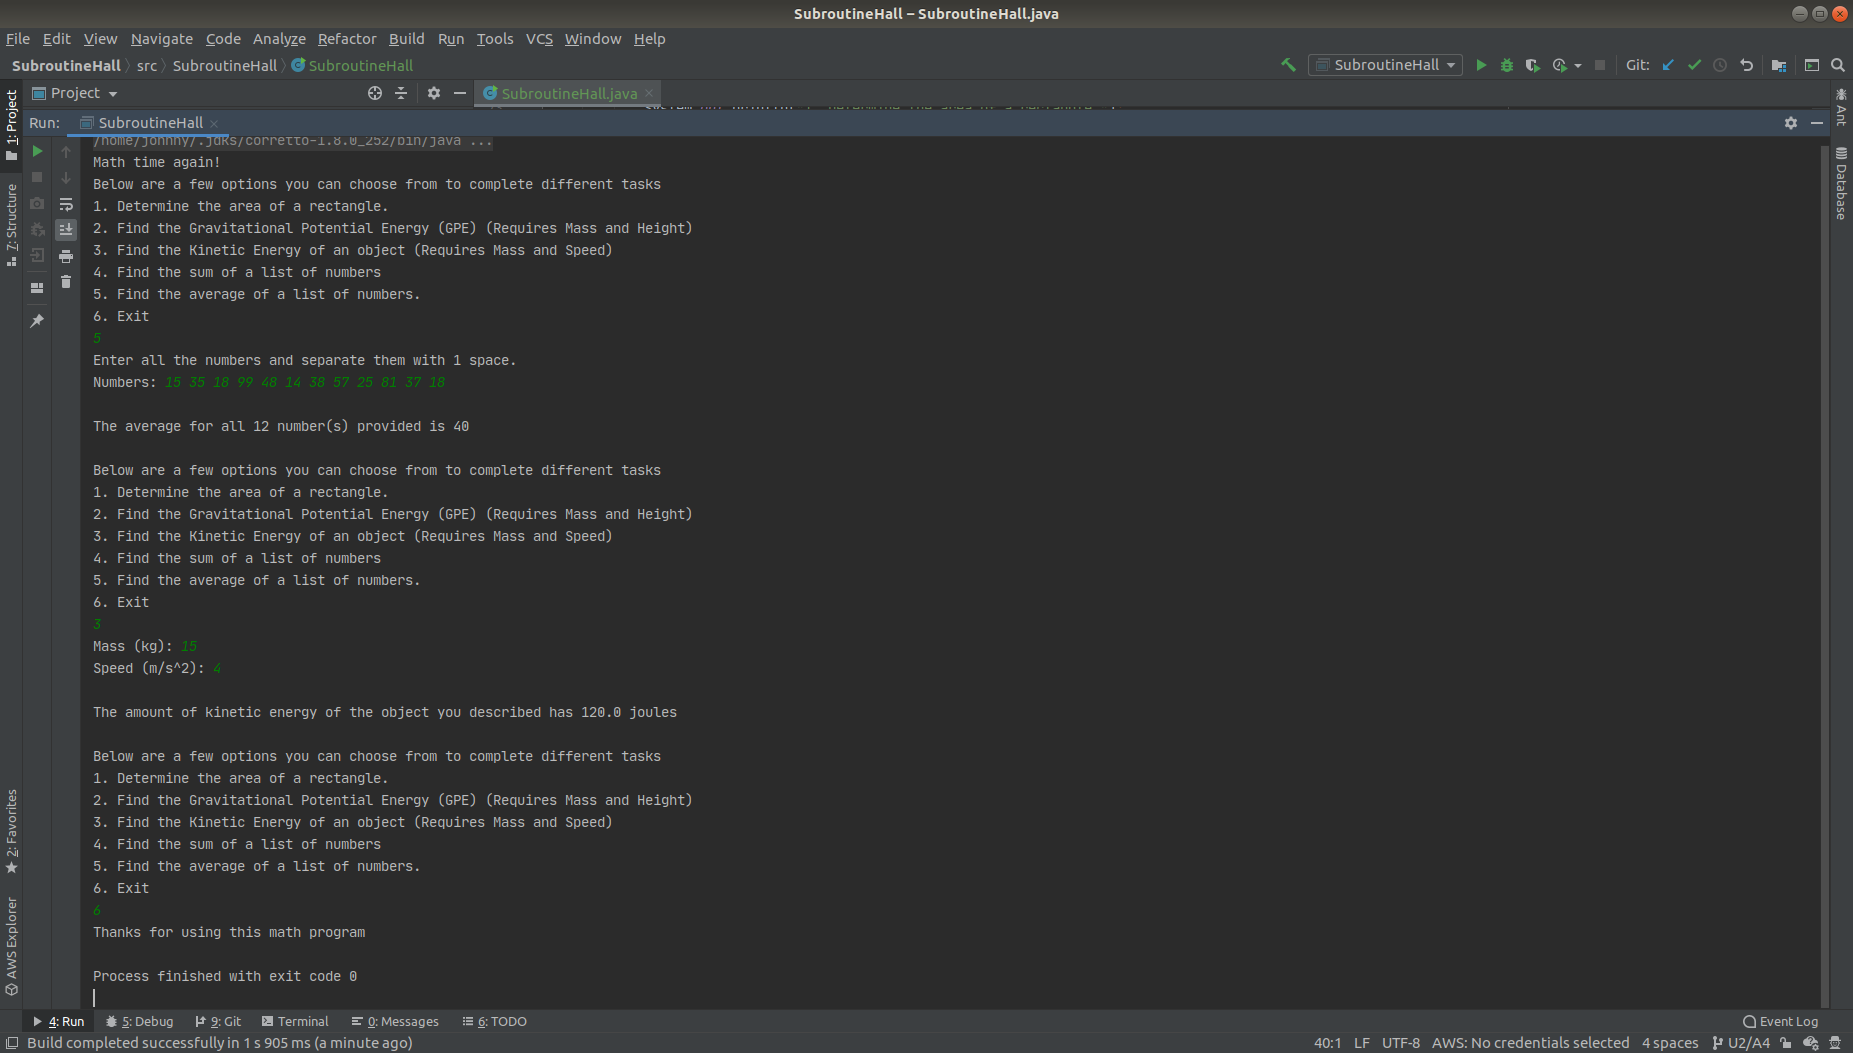 SubroutineHall – SubroutineHall.java
File Edit View Navigate Code Analyze Refactor Build Run Tools VCS Window Help
SubroutineHall src SubroutineHall SubroutineHall SubroutineHall Git:
1: Project Project SubroutineHall.java
Run: SubroutineHall
/home/johnny/.jdks/corretto-1.8.0_252/bin/java ...
Math time again!
Below are a few options you can choose from to complete different tasks
1. Determine the area of a rectangle.
2. Find the Gravitational Potential Energy (GPE) (Requires Mass and Height)
3. Find the Kinetic Energy of an object (Requires Mass and Speed)
4. Find the sum of a list of numbers
5. Find the average of a list of numbers.
6. Exit
5
Enter all the numbers and separate them with 1 space.
Numbers: 15 35 18 99 48 14 38 57 25 81 37 18
The average for all 12 number(s) provided is 40
Below are a few options you can choose from to complete different tasks
1. Determine the area of a rectangle.
2. Find the Gravitational Potential Energy (GPE) (Requires Mass and Height)
3. Find the Kinetic Energy of an object (Requires Mass and Speed)
4. Find the sum of a list of numbers
5. Find the average of a list of numbers.
6. Exit
3
Mass (kg): 15
Speed (m/s^2): 4
The amount of kinetic energy of the object you described has 120.0 joules
Below are a few options you can choose from to complete different tasks
1. Determine the area of a rectangle.
2. Find the Gravitational Potential Energy (GPE) (Requires Mass and Height)
3. Find the Kinetic Energy of an object (Requires Mass and Speed)
4. Find the sum of a list of numbers
5. Find the average of a list of numbers.
6. Exit
6
Thanks for using this math program
Process finished with exit code 0
7: Structure
2: Favorites
AWS Explorer
Ant
Database
4: Run 5: Debug 9: Git Terminal 0: Messages 6: TODO Event Log
Build completed successfully in 1 s 905 ms (a minute ago) 40:1 LF UTF-8 AWS: No credentials selected 4 spaces U2/A4